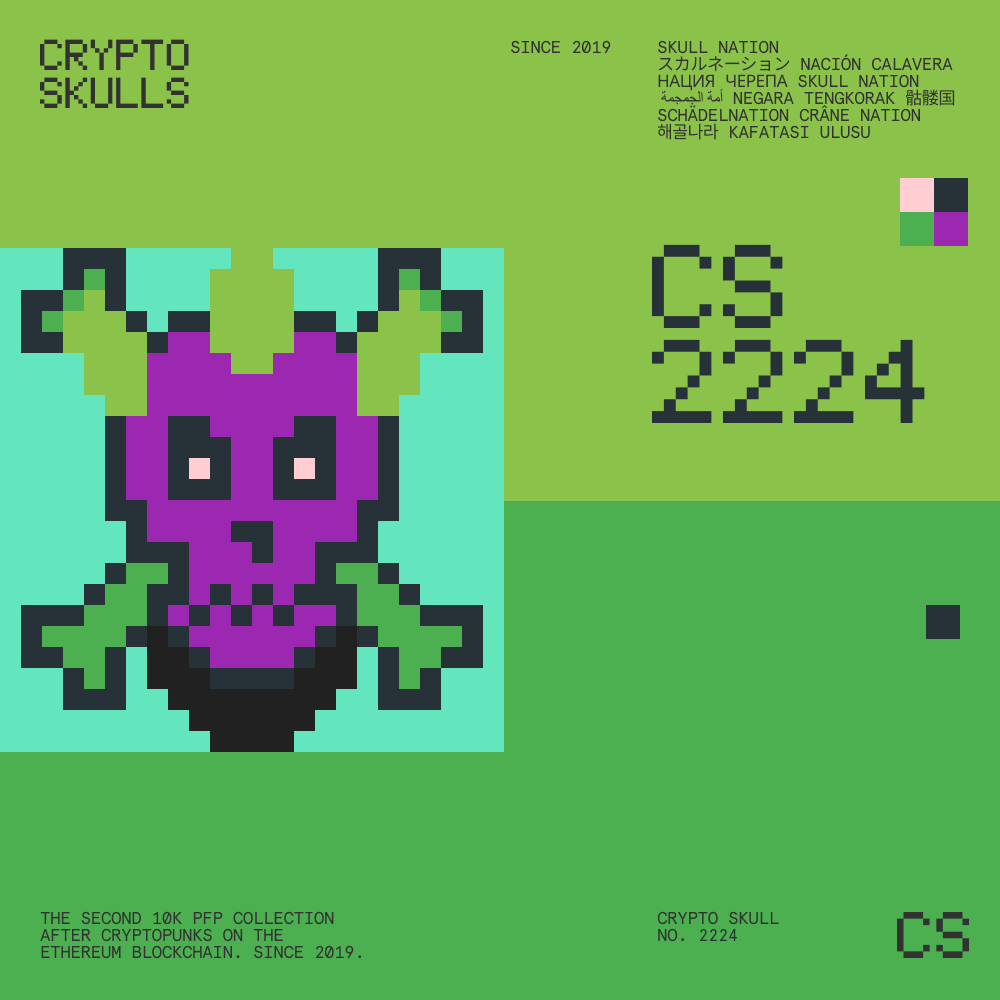 CRYPTO
SKULLS
SINCE 2019
SKULL NATION
スカルネーション NACIÓN CALAVERA
НАЦИЯ ЧЕРЕПА SKULL NATION
أمة الجمجمة NEGARA TENGKORAK 骷髅国
SCHÄDELNATION CRÂNE NATION
해골나라 KAFATASI ULUSU
CS
2224
THE SECOND 10K PFP COLLECTION
AFTER CRYPTOPUNKS ON THE
ETHEREUM BLOCKCHAIN. SINCE 2019.
CRYPTO SKULL
NO. 2224
CS